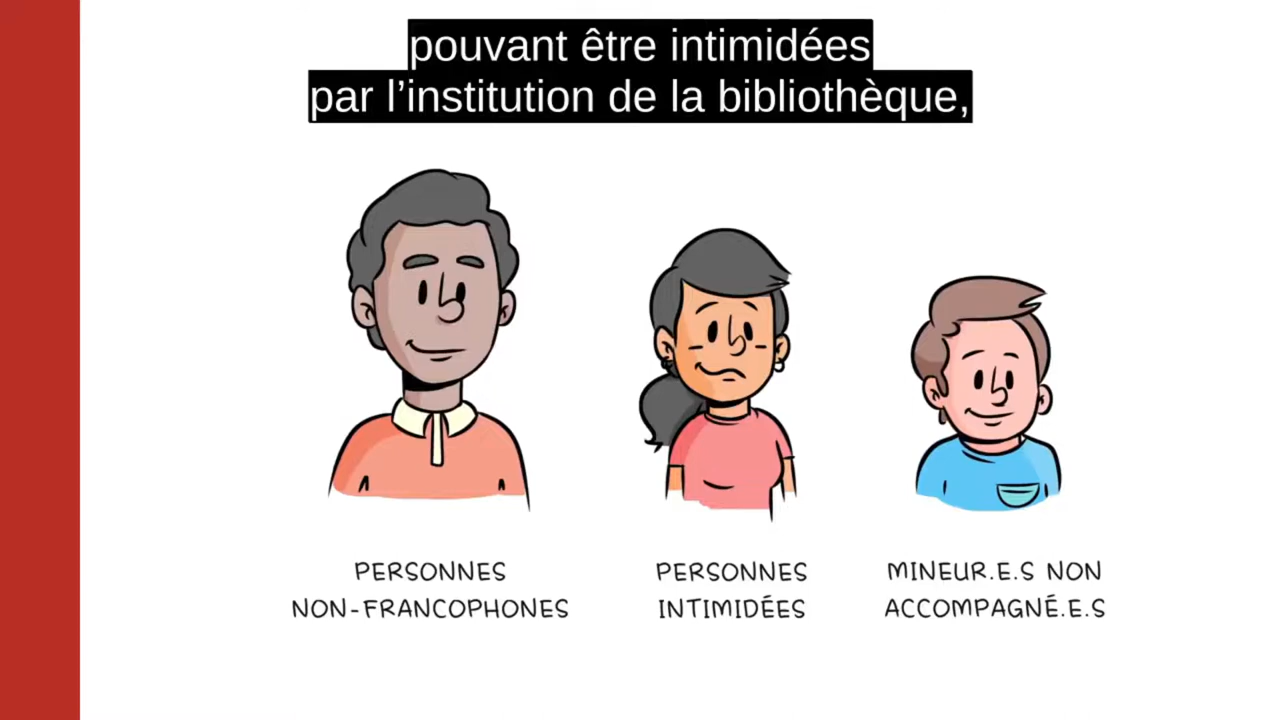 pouvant être intimidées
par l’institution de la bibliothèque,
PERSONNES
NON-FRANCOPHONES
PERSONNES
INTIMIDÉES
MINEUR.E.S NON
ACCOMPAGNÉ.E.S